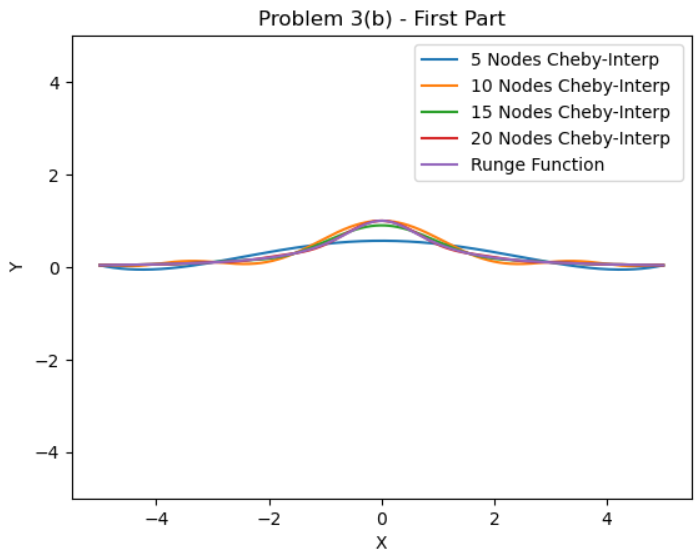 Problem 3(b) - First Part
5 Nodes Cheby-Interp
10 Nodes Cheby-Interp
15 Nodes Cheby-Interp
20 Nodes Cheby-Interp
Runge Function
4
2
0
−2
−4
Y
−4
−2
0
2
4
X